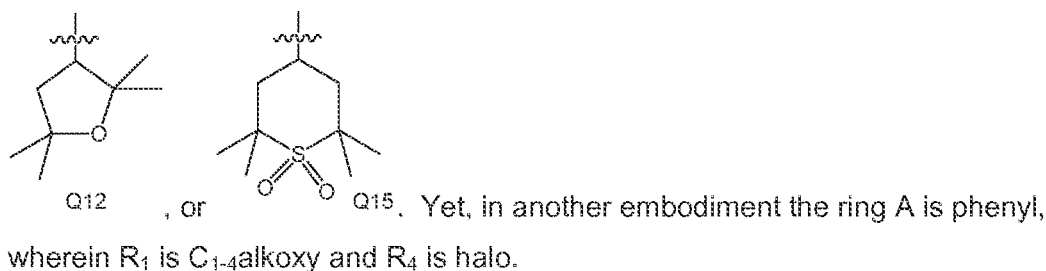 O
S
O O
Q12 , or Q15. Yet, in another embodiment the ring A is phenyl,
wherein R₁ is C₁₋₄alkoxy and R₄ is halo.